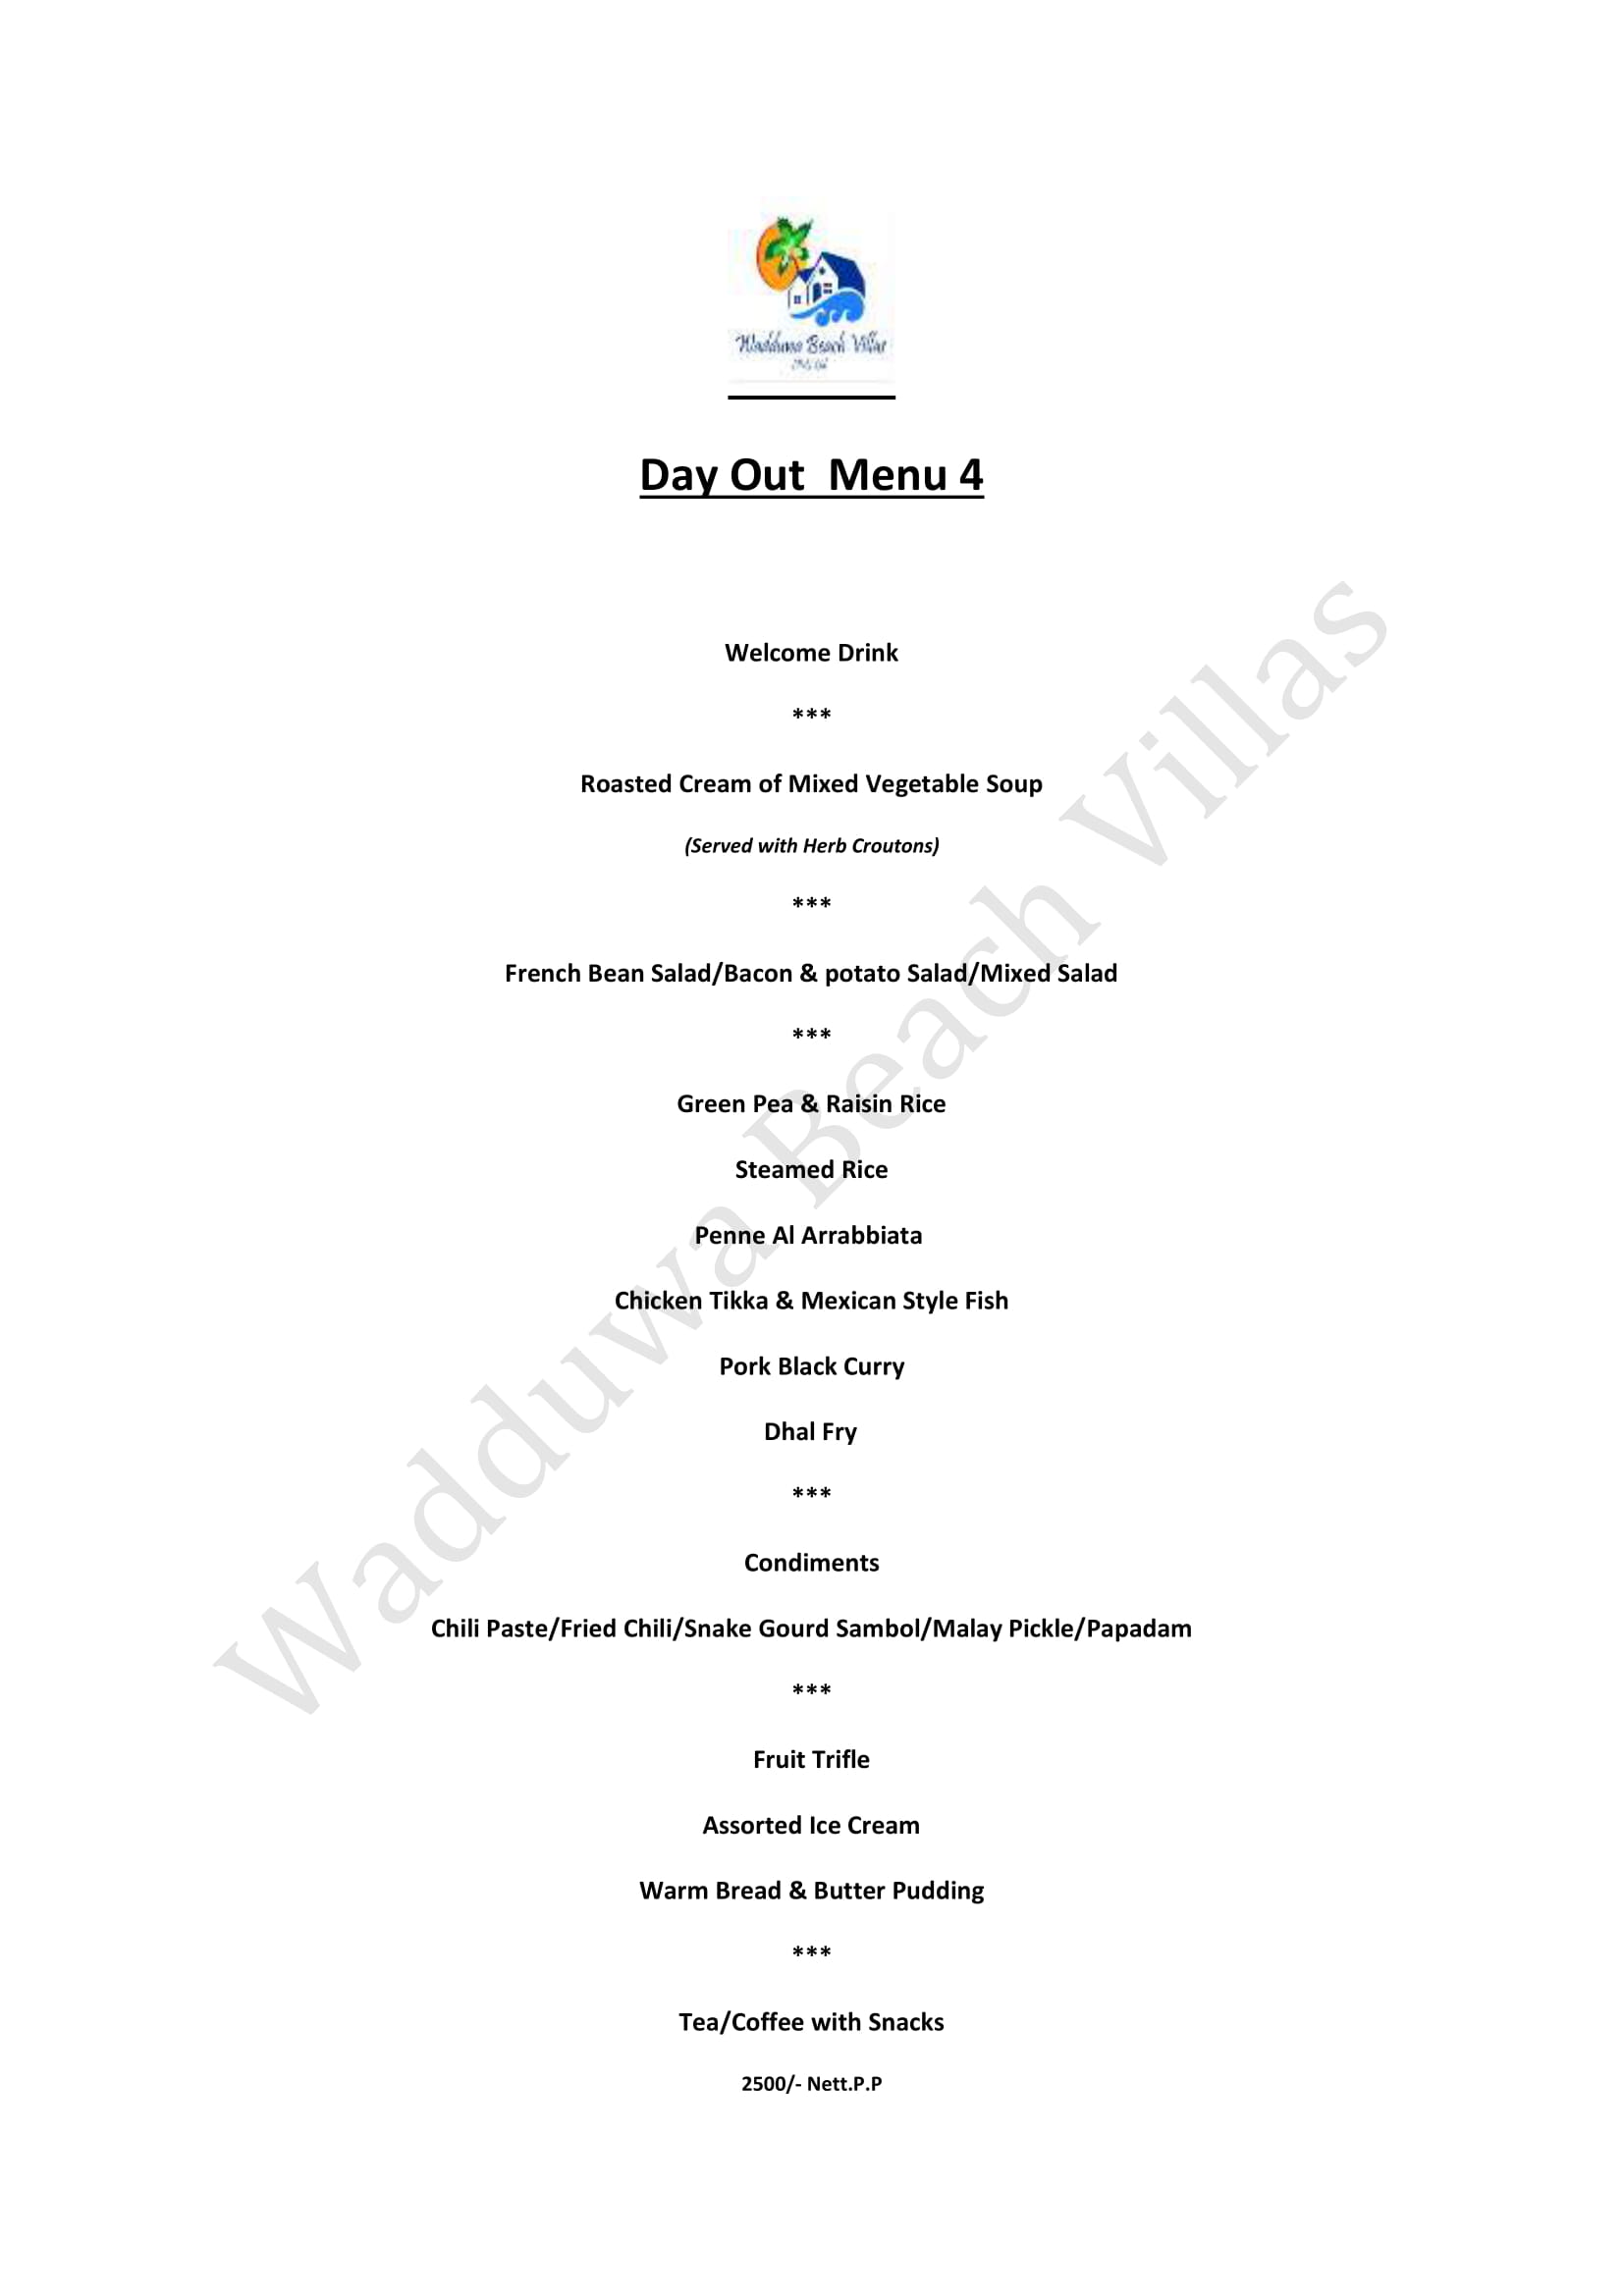 Wadduwa Beach Villas
Day Out  Menu 4
Welcome Drink
***
Roasted Cream of Mixed Vegetable Soup
(Served with Herb Croutons)
***
French Bean Salad/Bacon & potato Salad/Mixed Salad
***
Green Pea & Raisin Rice
Steamed Rice
Penne Al Arrabbiata
Chicken Tikka & Mexican Style Fish
Pork Black Curry
Dhal Fry
***
Condiments
Chili Paste/Fried Chili/Snake Gourd Sambol/Malay Pickle/Papadam
***
Fruit Trifle
Assorted Ice Cream
Warm Bread & Butter Pudding
***
Tea/Coffee with Snacks
2500/- Nett.P.P
Wadduwa Beach Villas